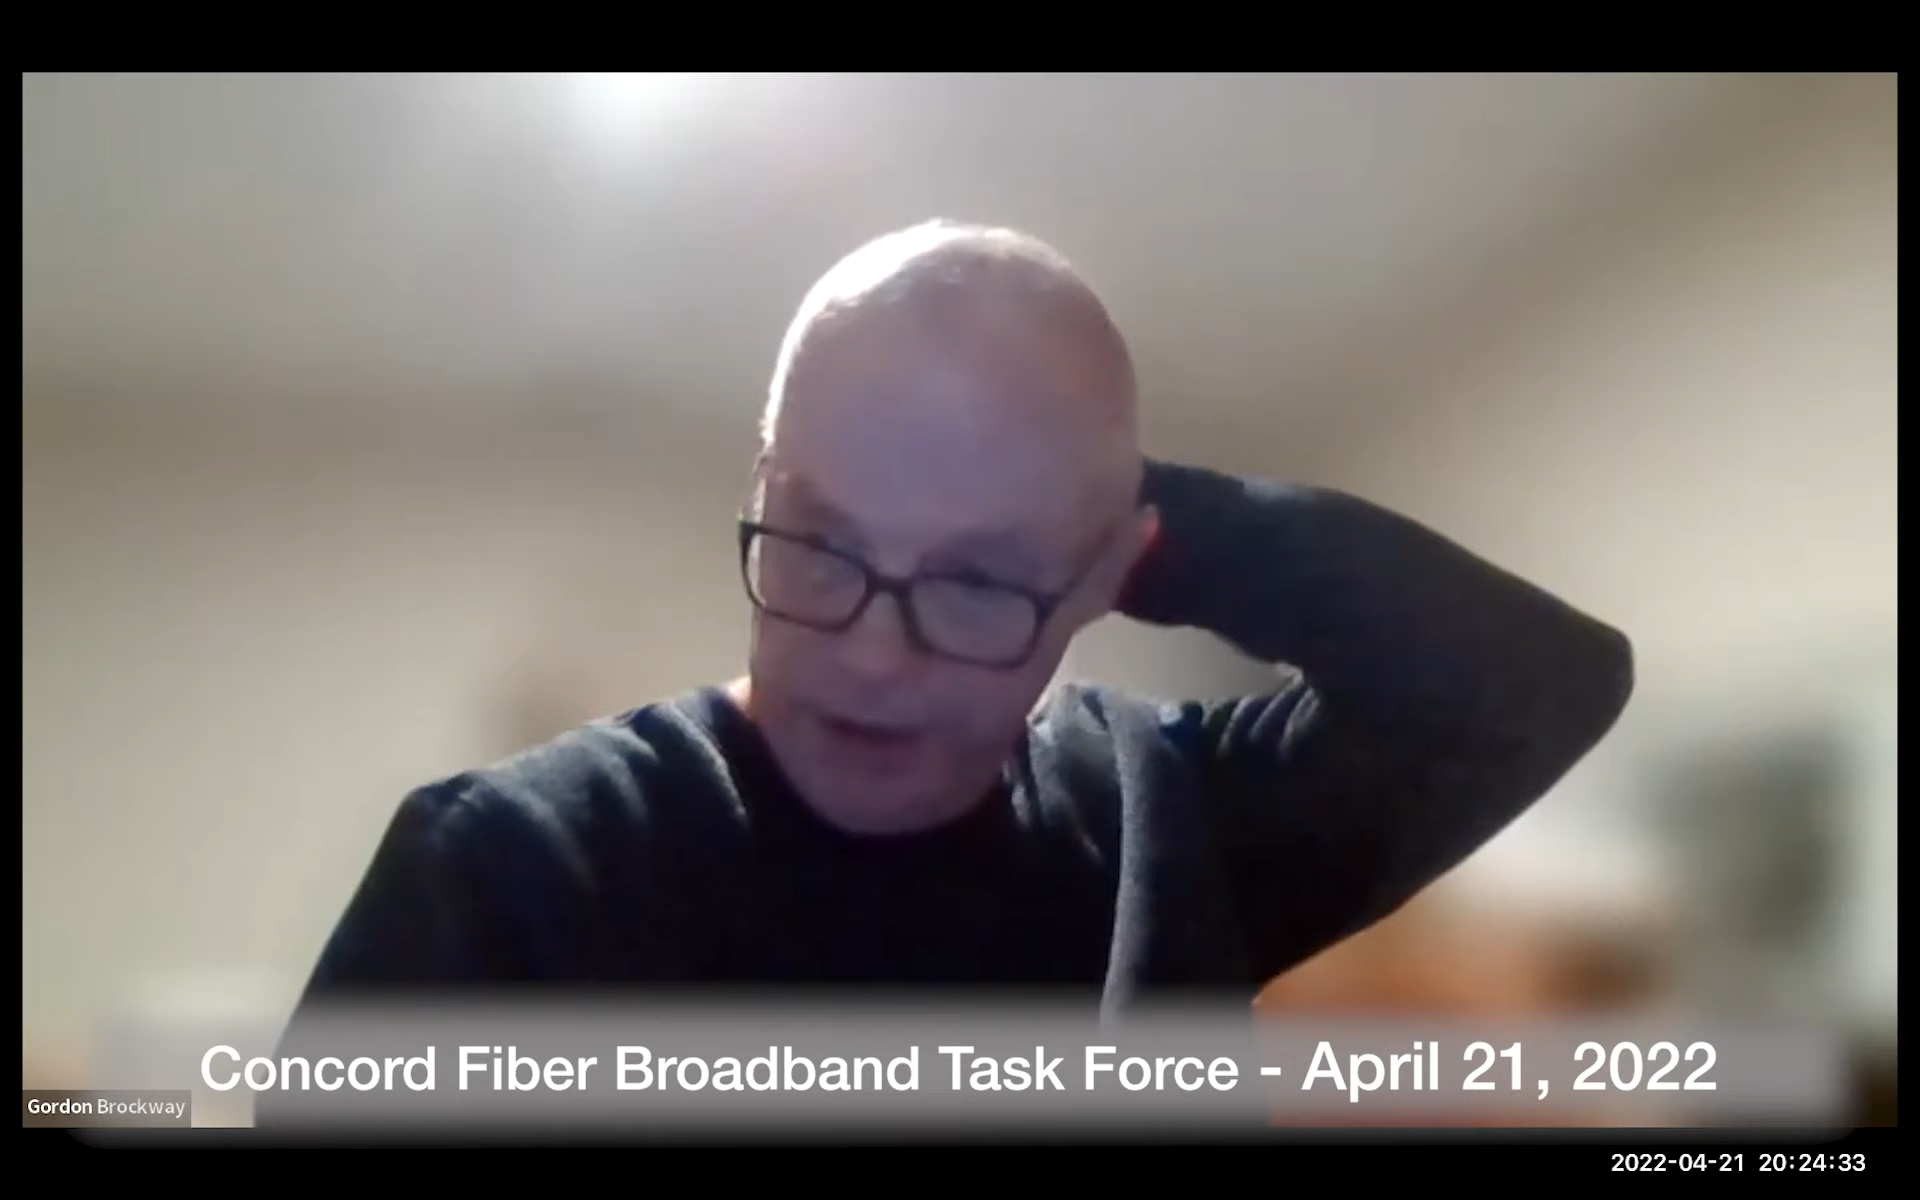 Concord Fiber Broadband Task Force - April 21, 2022
Gordon Brockway
2022-04-21 20:24:33